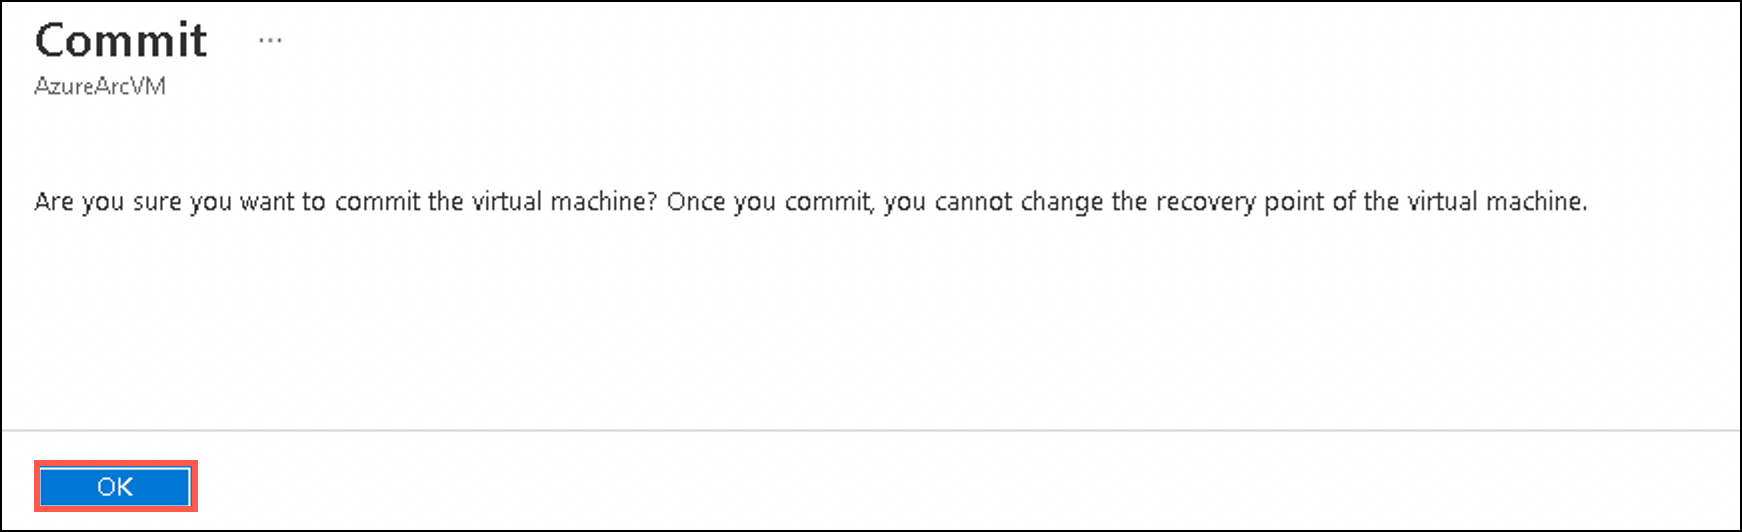 Commit ...
AzureArcVM
Are you sure you want to commit the virtual machine? Once you commit, you cannot change the recovery point of the virtual machine.
OK